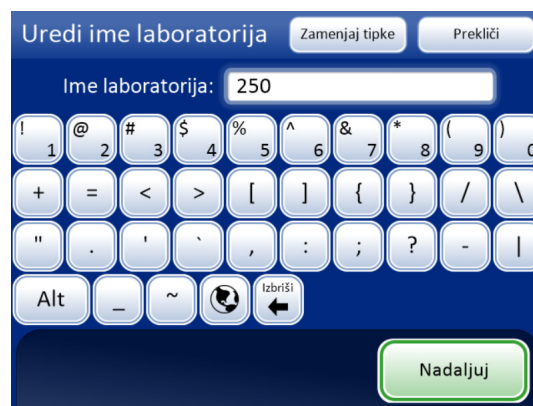 Uredi ime laboratorija Zamenjaj tipke Prekliči
Ime laboratorija: 250
! 1 @ 2 # 3 $ 4 % 5 ^ 6 & 7 * 8 ( 9 ) 0
+ = < > [ ] { } / \
" . ' ` , : ; ? - |
Alt _ ~ Izbriši
Nadaljuj